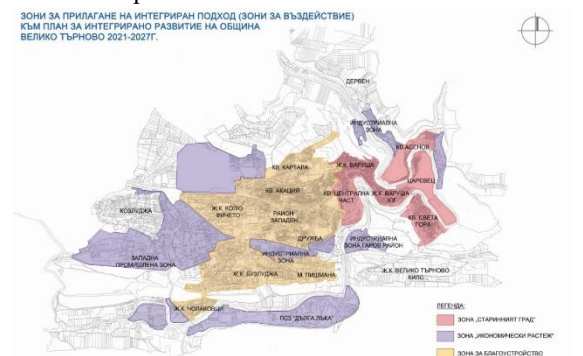 ЗОНИ ЗА ПРИЛАГАНЕ НА ИНТЕГРИРАН ПОДХОД (ЗОНИ ЗА ВЪЗДЕЙСТВИЕ)
КЪМ ПЛАН ЗА ИНТЕГРИРАНО РАЗВИТИЕ НА ОБЩИНА
ВЕЛИКО ТЪРНОВО 2021-2027Г.
ДЕРВЕН
ИНДУСТРИАЛНА
ЗОНА
КВ. АСЕНОВ
КВ. КАРТАЛА
Ж.К. ВАРУША
ЦАРЕВЕЦ
КВ. АКАЦИЯ
КВ. ЦЕНТРАЛНА
ЧАСТ
Ж.К. ВАРУША
ЮГ
КОЗЛУДЖА
Ж.К. КОЛЮ
ФИЧЕТО
РАЙОН
ЗАПАДЕН
КВ. СВЕТА
ГОРА
ДРУЖБА
ИНДУСТРИАЛНА
ЗОНА ГАРОВ РАЙОН
ЗАПАДНА
ПРОМИШЛЕНА ЗОНА
ИНДУСТРИАЛНА
ЗОНА
Ж.К. БУЗЛУДЖА
М. ПИШМАНА
Ж.К. ВЕЛИКО ТЪРНОВО
ХИЛС
Ж.К. ЧОЛАКОВЦИ
ПСЗ "ДЪЛГА ЛЪКА"
ЛЕГЕНДА:
ЗОНА „СТАРИННИЯТ ГРАД"
ЗОНА „ИКОНОМИЧЕСКИ РАСТЕЖ"
ЗОНА ЗА БЛАГОУСТРОЙСТВО